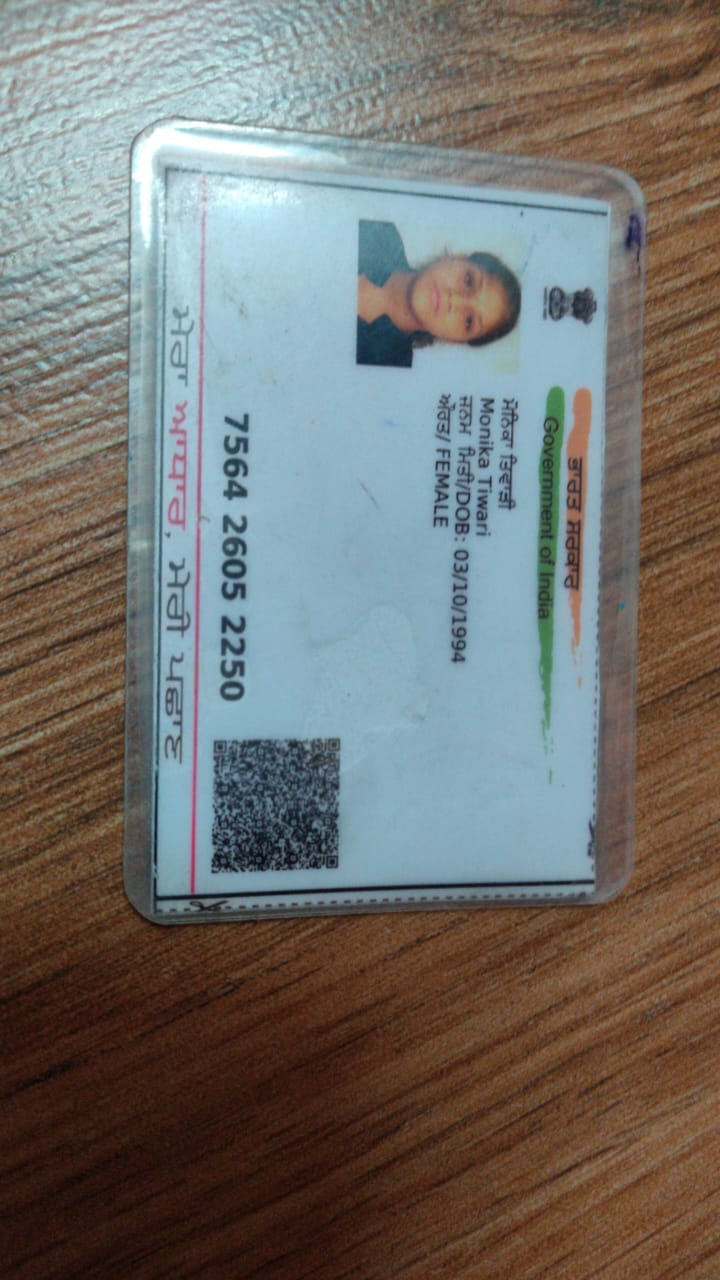 ਭਾਰਤ ਸਰਕਾਰ
Government of India
ਮੋਨਿਕਾ ਤਿਵਾੜੀ
Monika Tiwari
ਜਨਮ ਮਿਤੀ/DOB: 03/10/1994
ਔਰਤ/ FEMALE
7564 2605 2250
ਮੇਰਾ ਆਧਾਰ, ਮੇਰੀ ਪਛਾਣ